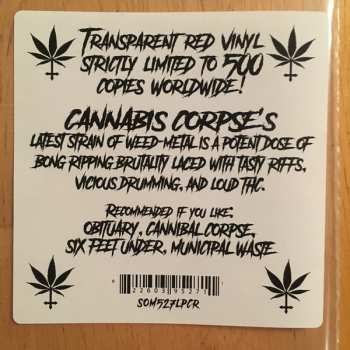 TRANSPARENT RED VINYL
STRICTLY LIMITED TO 500
COPIES WORLDWIDE!
CANNABIS CORPSE'S
LATEST STRAIN OF WEED-METAL IS A POTENT DOSE OF
BONG RIPPING BRUTALITY LACED WITH TASTY RIFFS,
VICIOUS DRUMMING, AND LOUD THC.
RECOMMENDED IF YOU LIKE:
OBITUARY, CANNIBAL CORPSE,
SIX FEET UNDER, MUNICIPAL WASTE
822603952711
SOM527LPCR